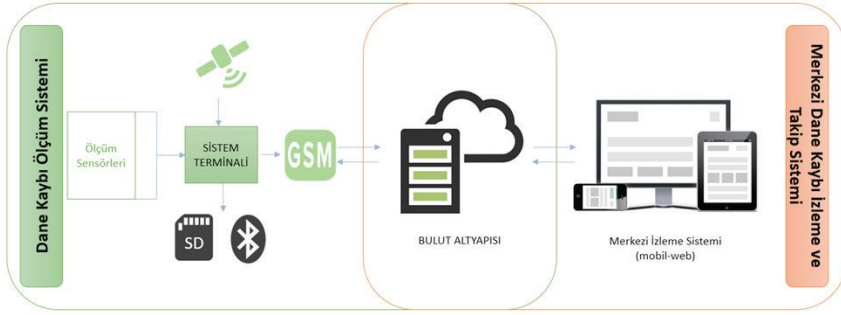 Dane Kaybı Ölçüm Sistemi
Ölçüm
Sensörleri
SİSTEM
TERMİNALİ
GSM
SD
BULUT ALTYAPISI
Merkezi İzleme Sistemi
(mobil-web)
Merkezi Dane Kaybı İzleme ve
Takip Sistemi